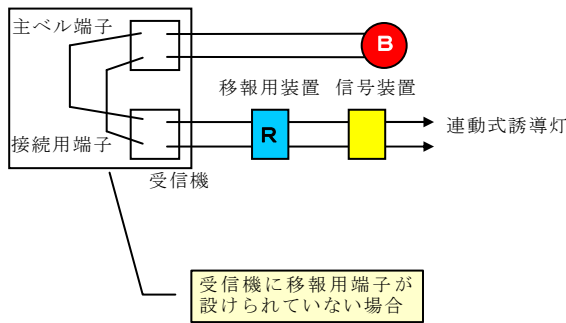 主ベル端子
B
移報用装置
信号装置
R
連動式誘導灯
接続用端子
受信機
受信機に移報用端子が
設けられていない場合